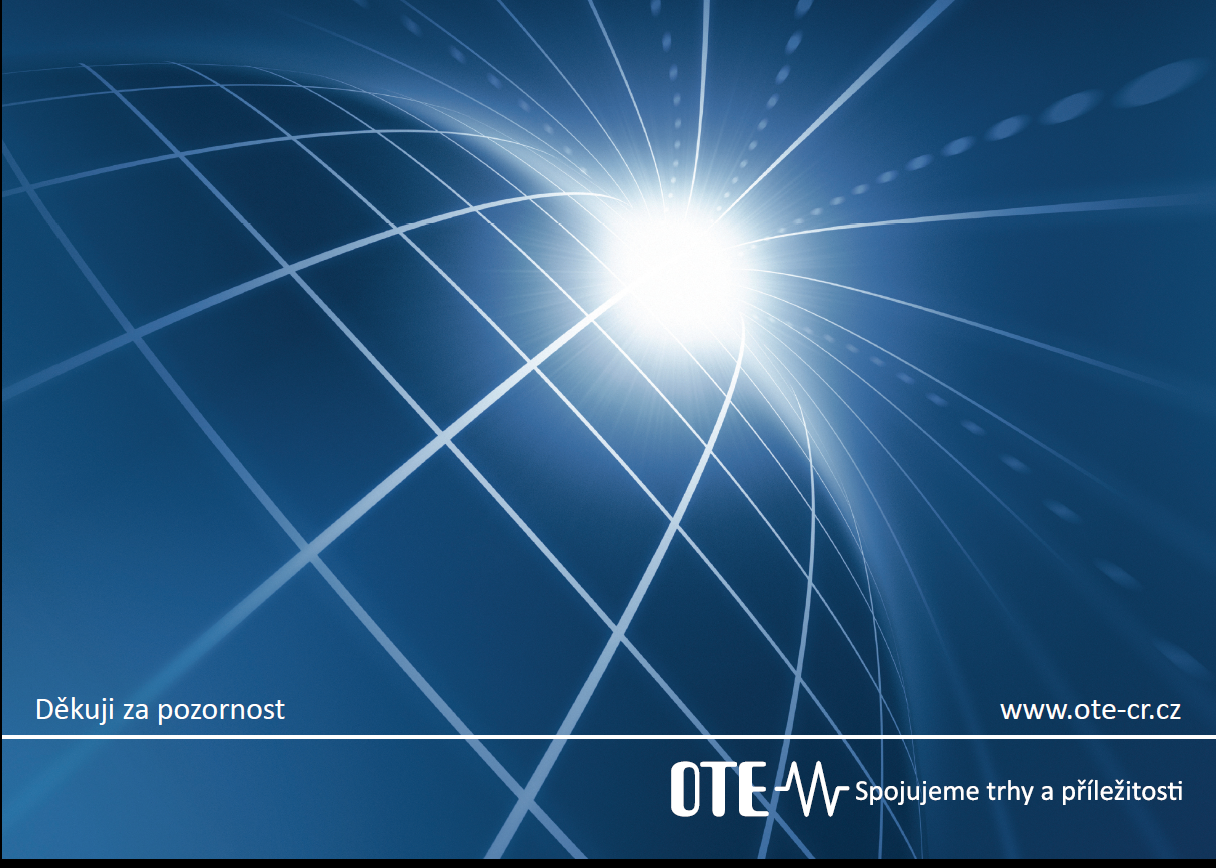 Děkuji za pozornost
www.ote-cr.cz
OTE Spojujeme trhy a příležitosti